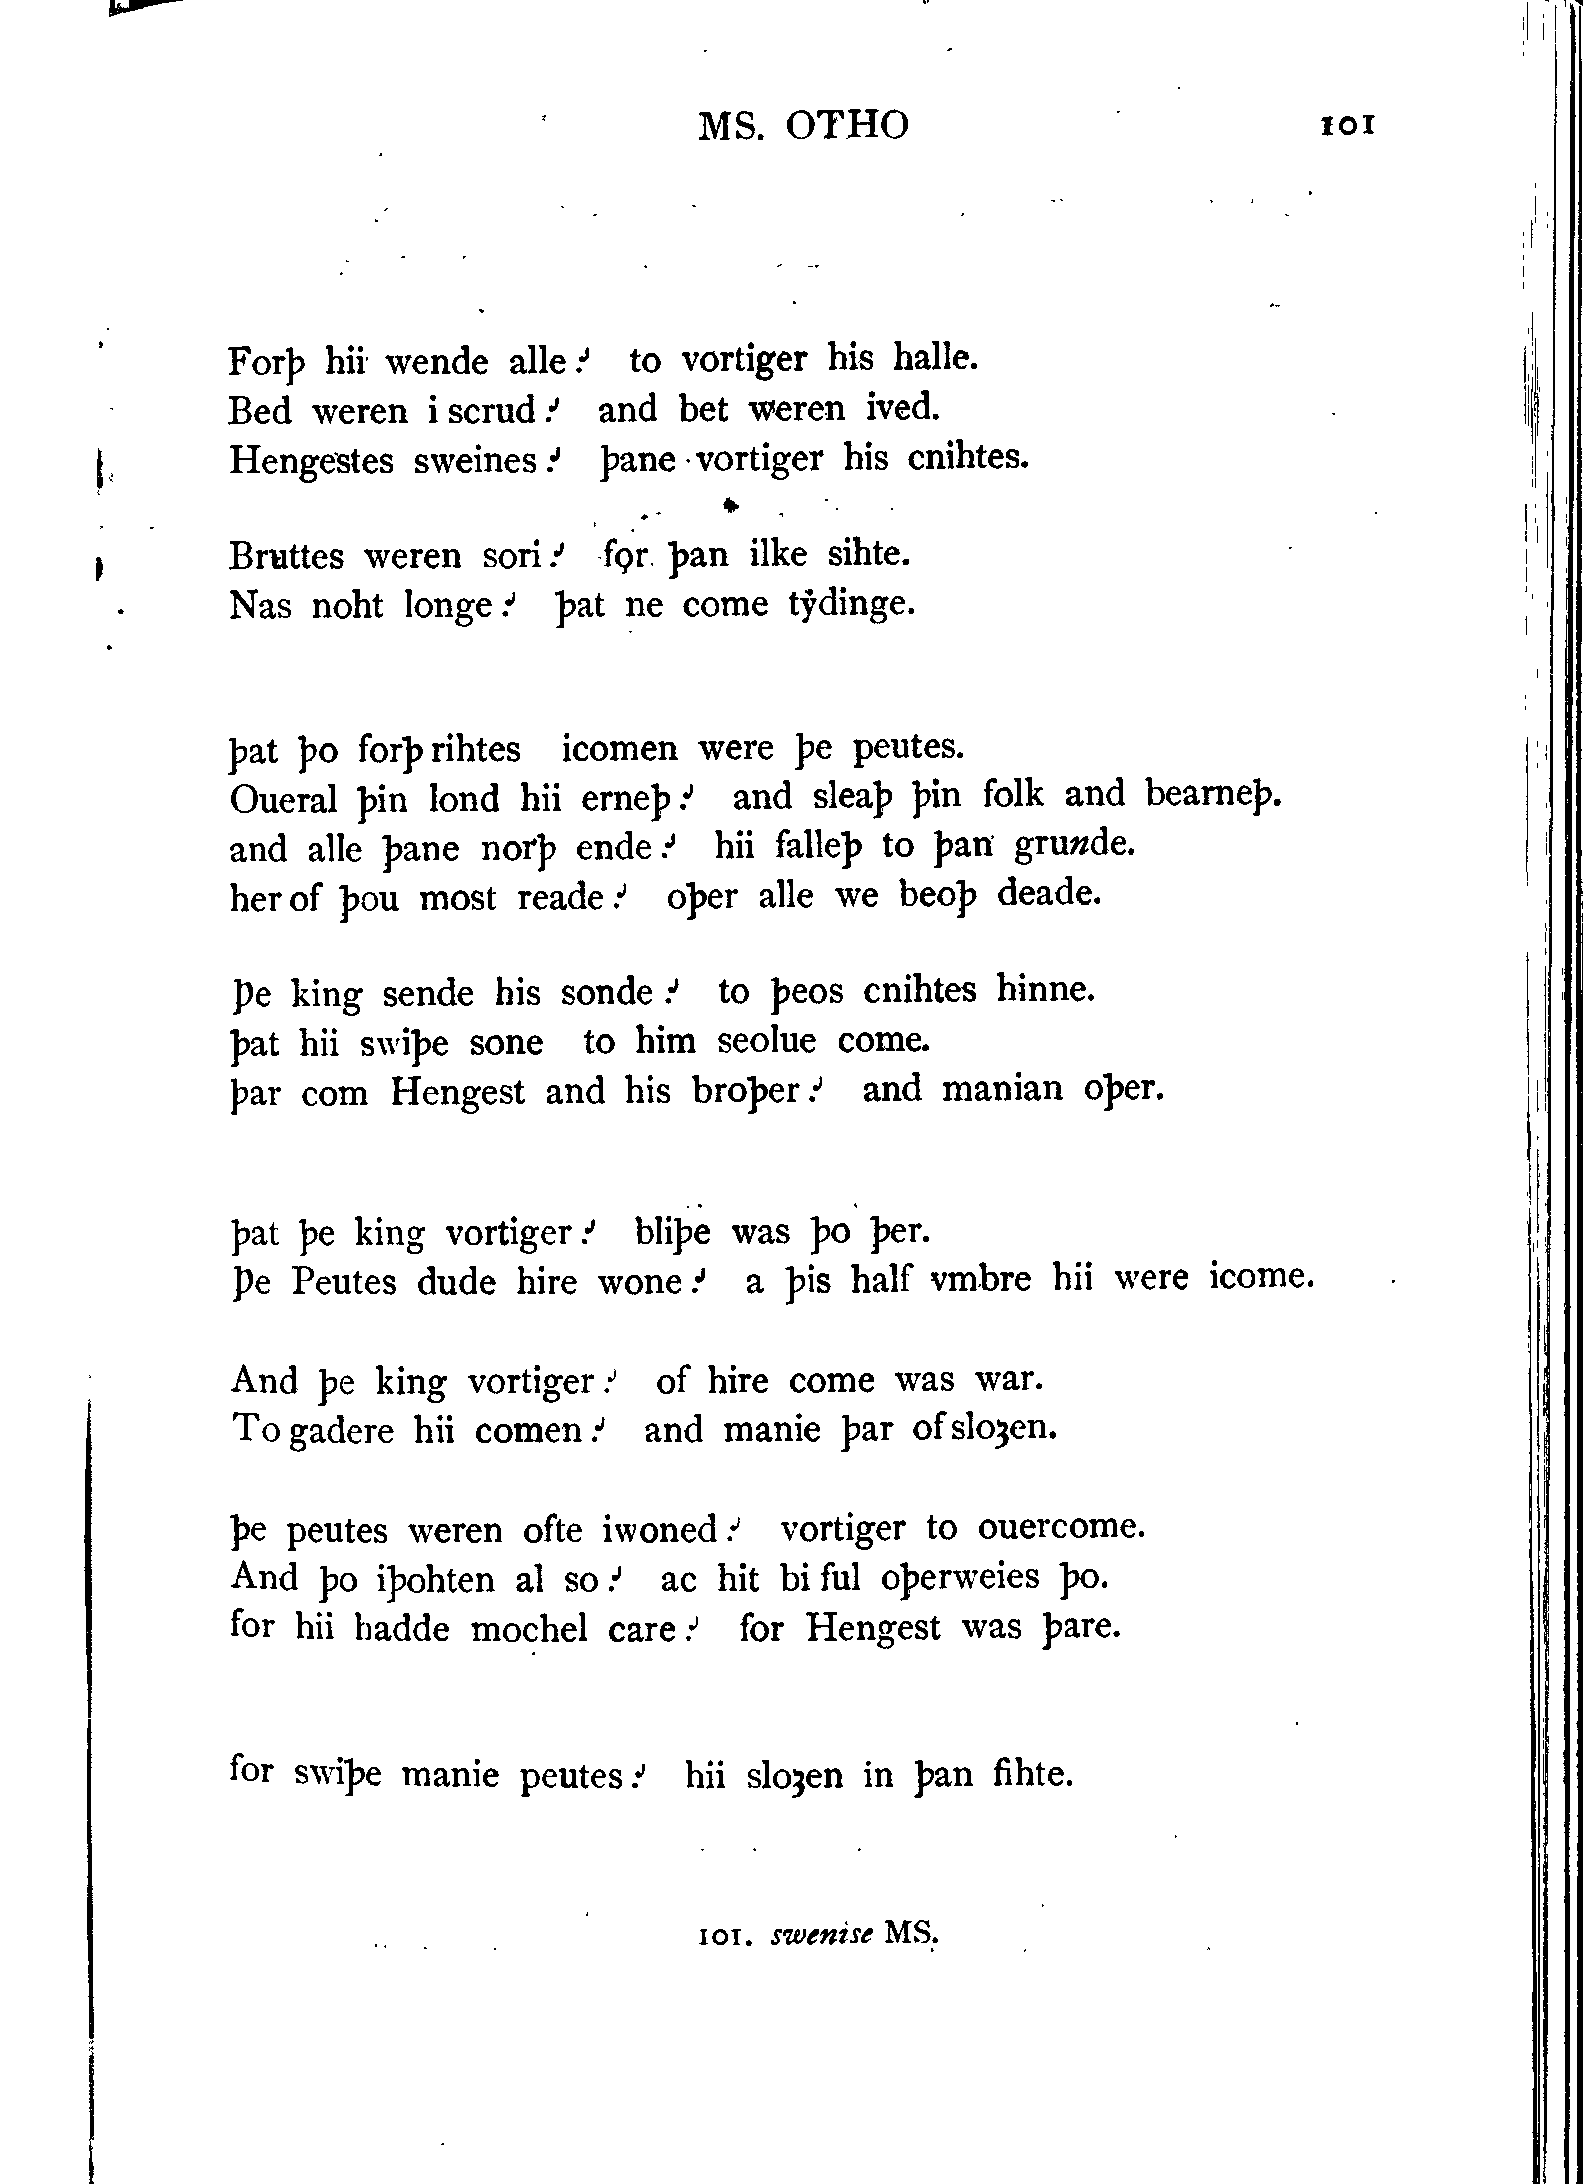 MS. OTHO 101
Forþ hii wende alle⁏ to vortiger his halle.
Bed weren i scrud⁏ and bet weren ived.
Hengestes sweines⁏ þane vortiger his cnihtes.
Bruttes weren sori⁏ for þan ilke sihte.
Nas noht longe⁏ þat ne come tẏdinge.
þat þo forþ rihtes icomen were þe peutes.
Oueral þin lond hii erneþ⁏ and sleaþ þin folk and bearneþ.
and alle þane norþ ende⁏ hii falleþ to þan grunde.
her of þou most reade⁏ oþer alle we beoþ deade.
Þe king sende his sonde⁏ to þeos cnihtes hinne.
þat hii swiþe sone to him seolue come.
þar com Hengest and his broþer⁏ and manian oþer.
þat þe king vortiger⁏ bliþe was þo þer.
Þe Peutes dude hire wone⁏ a þis half vmbre hii were icome.
And þe king vortiger⁏ of hire come was war.
To gadere hii comen⁏ and manie þar of sloȝen.
þe peutes weren ofte iwoned⁏ vortiger to ouercome.
And þo iþohten al so⁏ ac hit bi ful oþerweies þo.
for hii hadde mochel care⁏ for Hengest was þare.
for swiþe manie peutes⁏ hii sloȝen in þan fihte.
101. swenise MS.